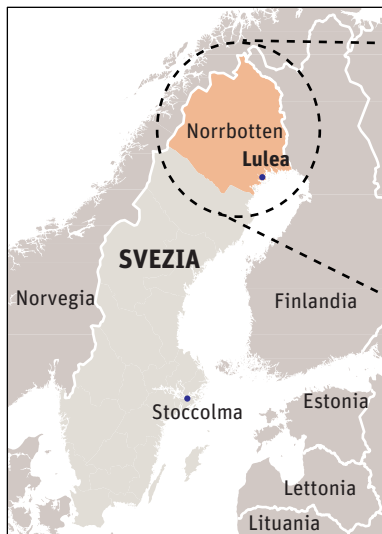 Norrbotten
Lulea
SVEZIA
Norvegia
Finlandia
Stoccolma
Estonia
Lettonia
Lituania